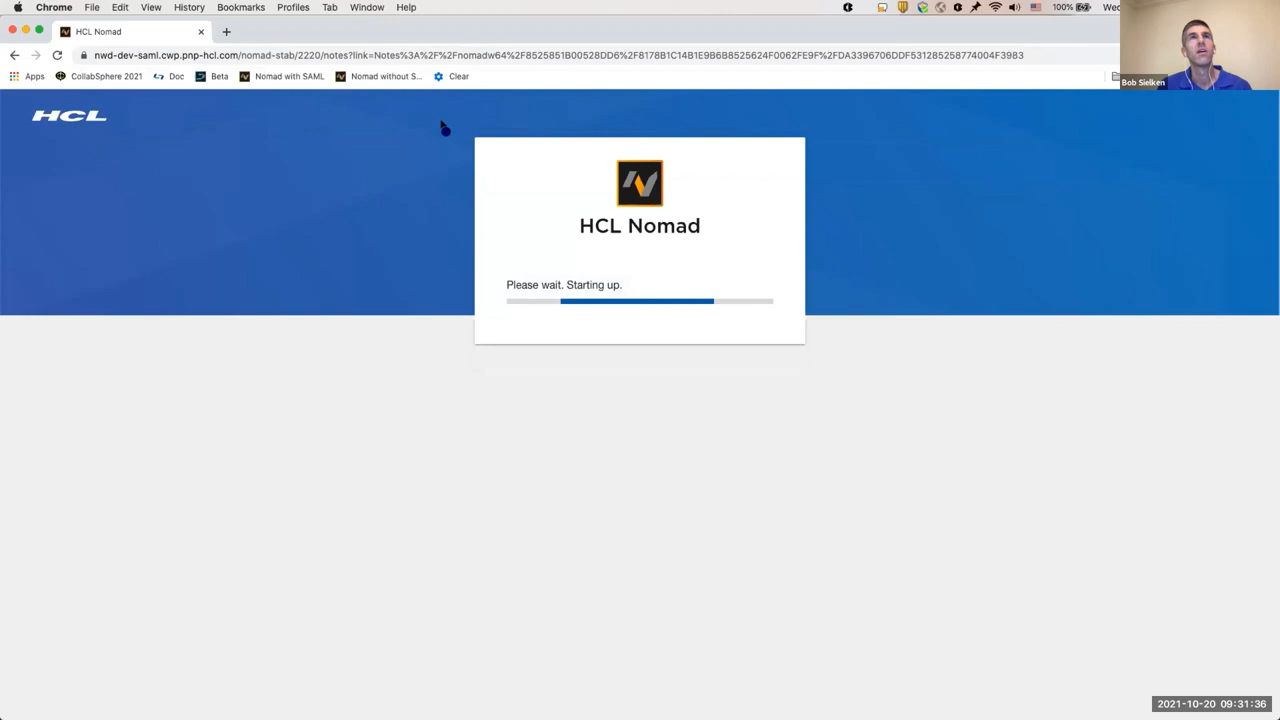 Chrome File Edit View History Bookmarks Profiles Tab Window Help 100% Wed
HCL Nomad
nwd-dev-saml.cwp.pnp-hcl.com/nomad-stab/2220/notes?link=Notes%3A%2F%2Fnomadw64%2F8525851B00528DD6%2F8178B1C14B1E9B6B8525624F0062FE9F%2FDA3396706DDF531285258774004F3983
Apps CollabSphere 2021 Doc Beta Nomad with SAML Nomad without S... Clear
Bob Sielken
HCL
HCL Nomad
Please wait. Starting up.
2021-10-20 09:31:36